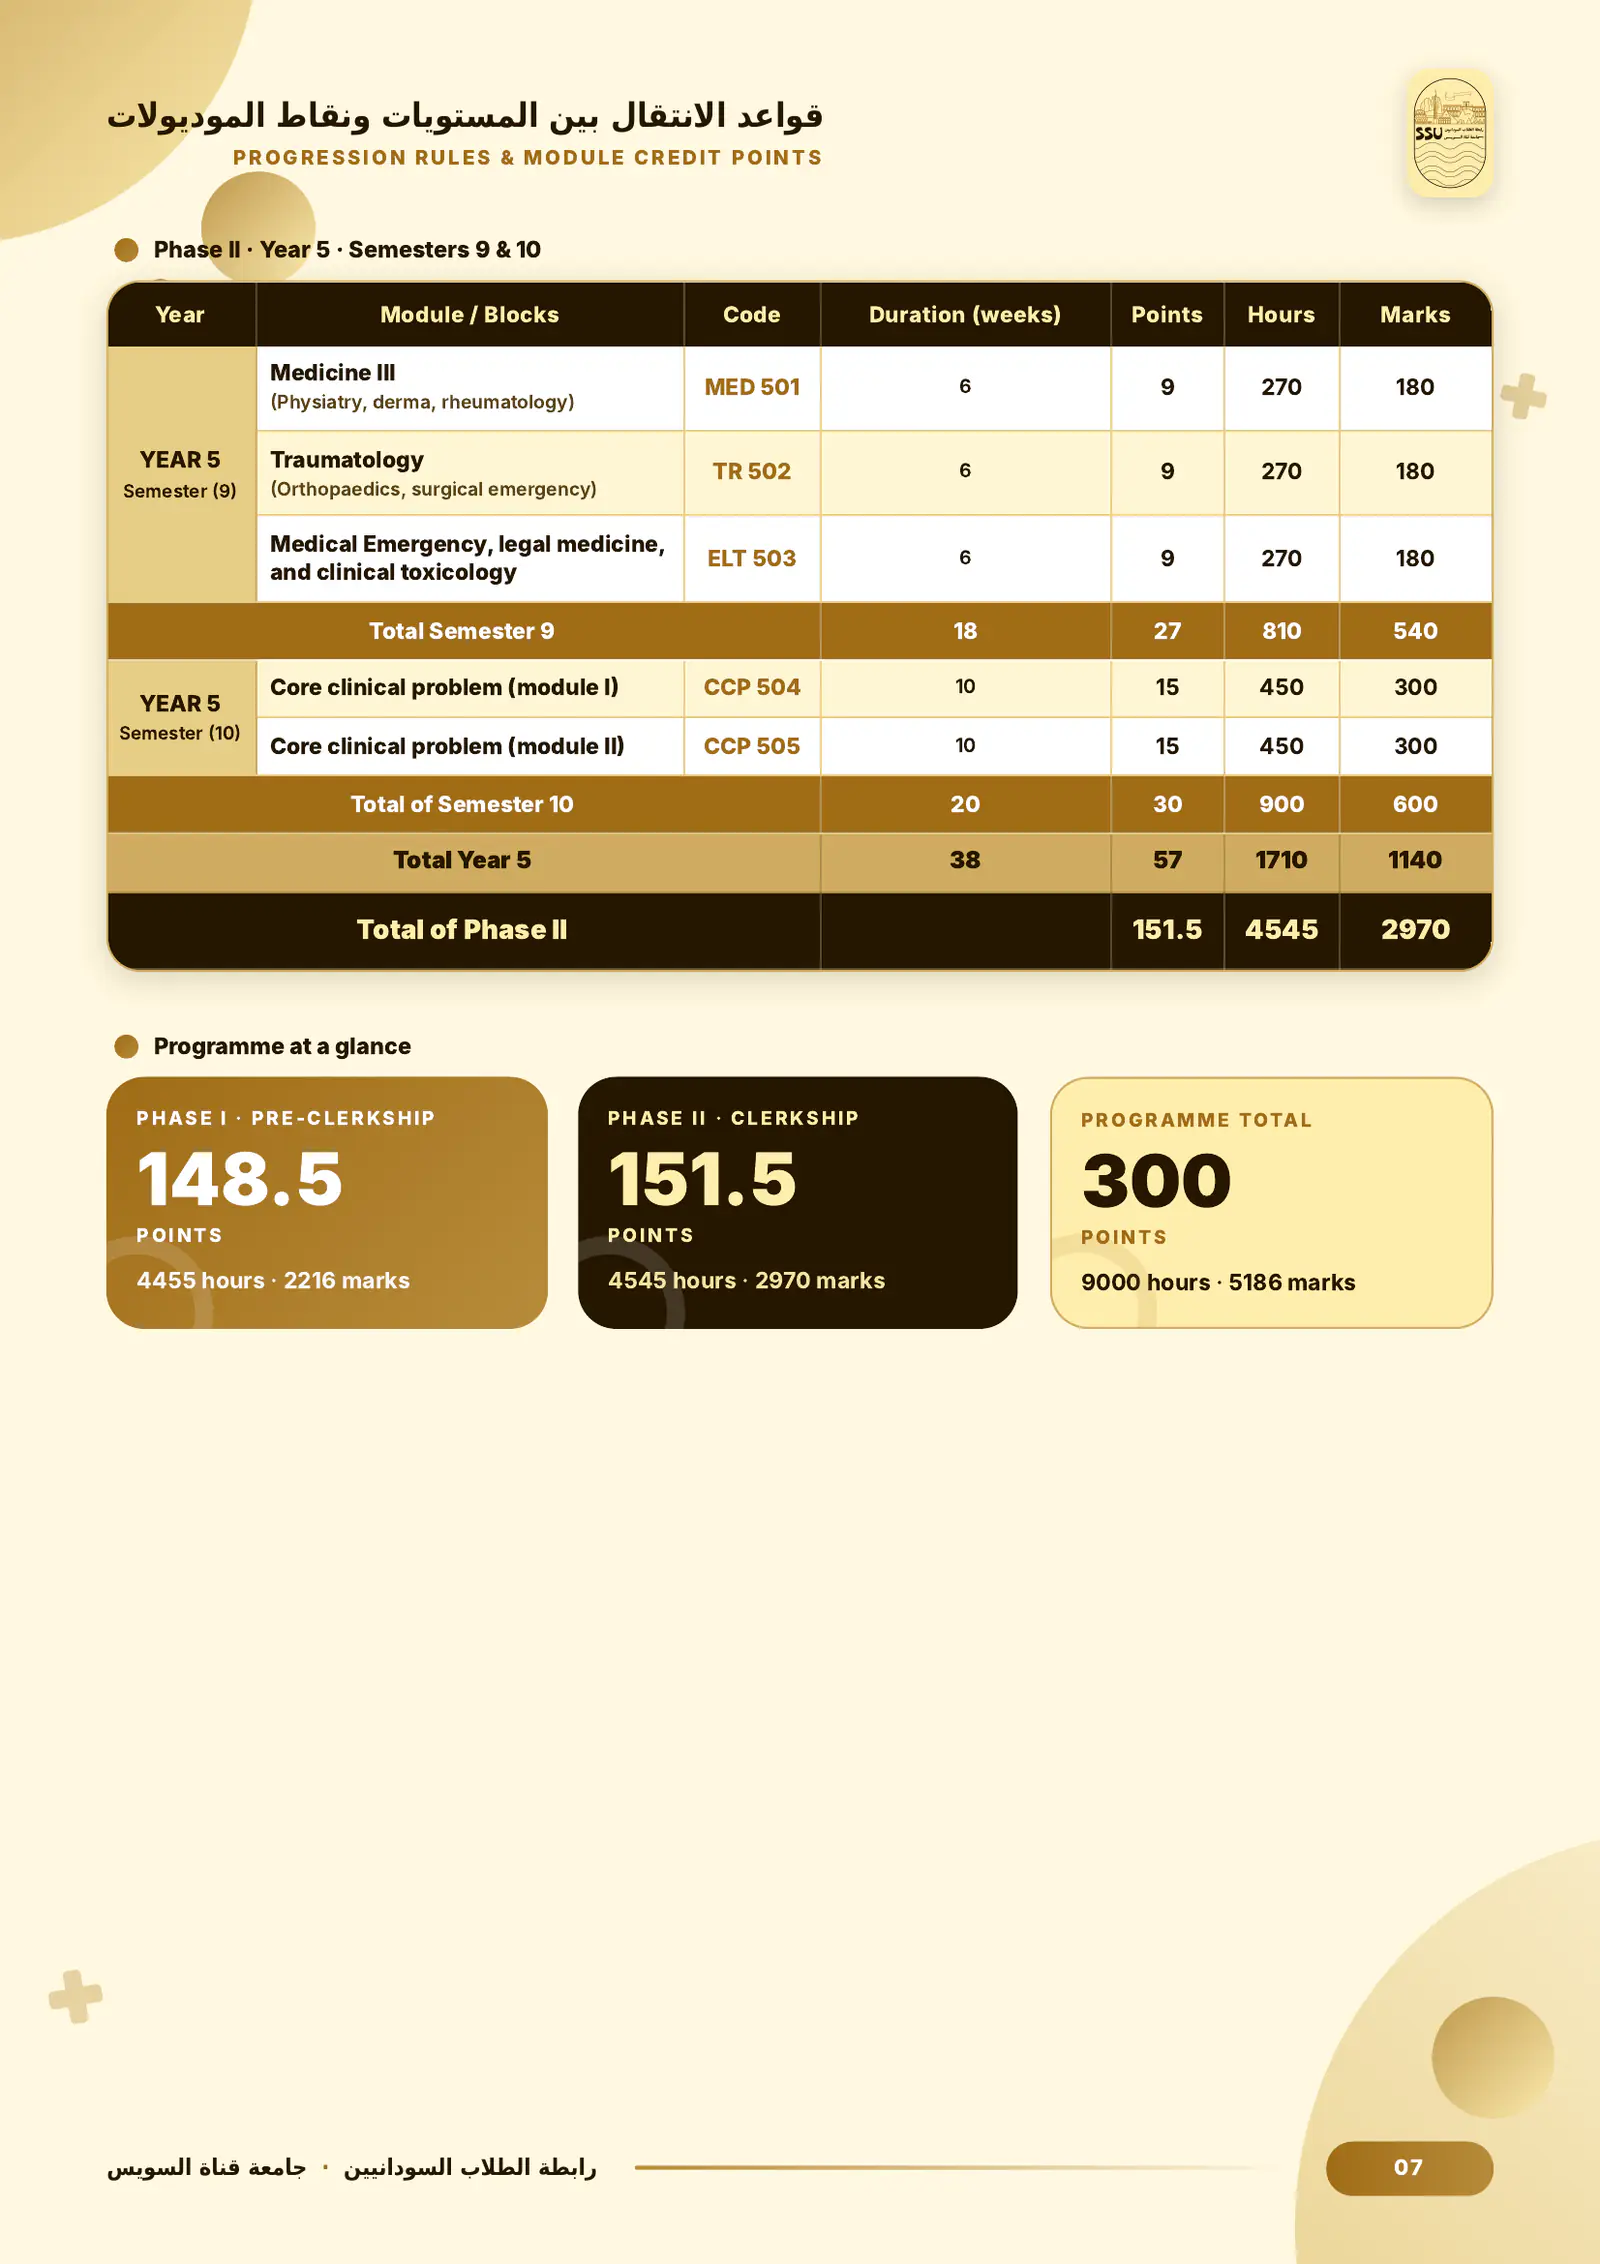 قواعد الانتقال بين المستويات ونقاط الموديولات
PROGRESSION RULES & MODULE CREDIT POINTS
SSU
رابطة الطلاب السودانيين
جامعة قناة السويس
Phase II · Year 5 · Semesters 9 & 10
Year Module / Blocks Code Duration (weeks) Points Hours Marks
YEAR 5
Semester (9)
Medicine III
(Physiatry, derma, rheumatology)
MED 501 6 9 270 180
Traumatology
(Orthopaedics, surgical emergency)
TR 502 6 9 270 180
Medical Emergency, legal medicine,
and clinical toxicology
ELT 503 6 9 270 180
Total Semester 9 18 27 810 540
YEAR 5
Semester (10)
Core clinical problem (module I) CCP 504 10 15 450 300
Core clinical problem (module II) CCP 505 10 15 450 300
Total of Semester 10 20 30 900 600
Total Year 5 38 57 1710 1140
Total of Phase II 151.5 4545 2970
Programme at a glance
PHASE I · PRE-CLERKSHIP
148.5
POINTS
4455 hours · 2216 marks
PHASE II · CLERKSHIP
151.5
POINTS
4545 hours · 2970 marks
PROGRAMME TOTAL
300
POINTS
9000 hours · 5186 marks
رابطة الطلاب السودانيين · جامعة قناة السويس
07